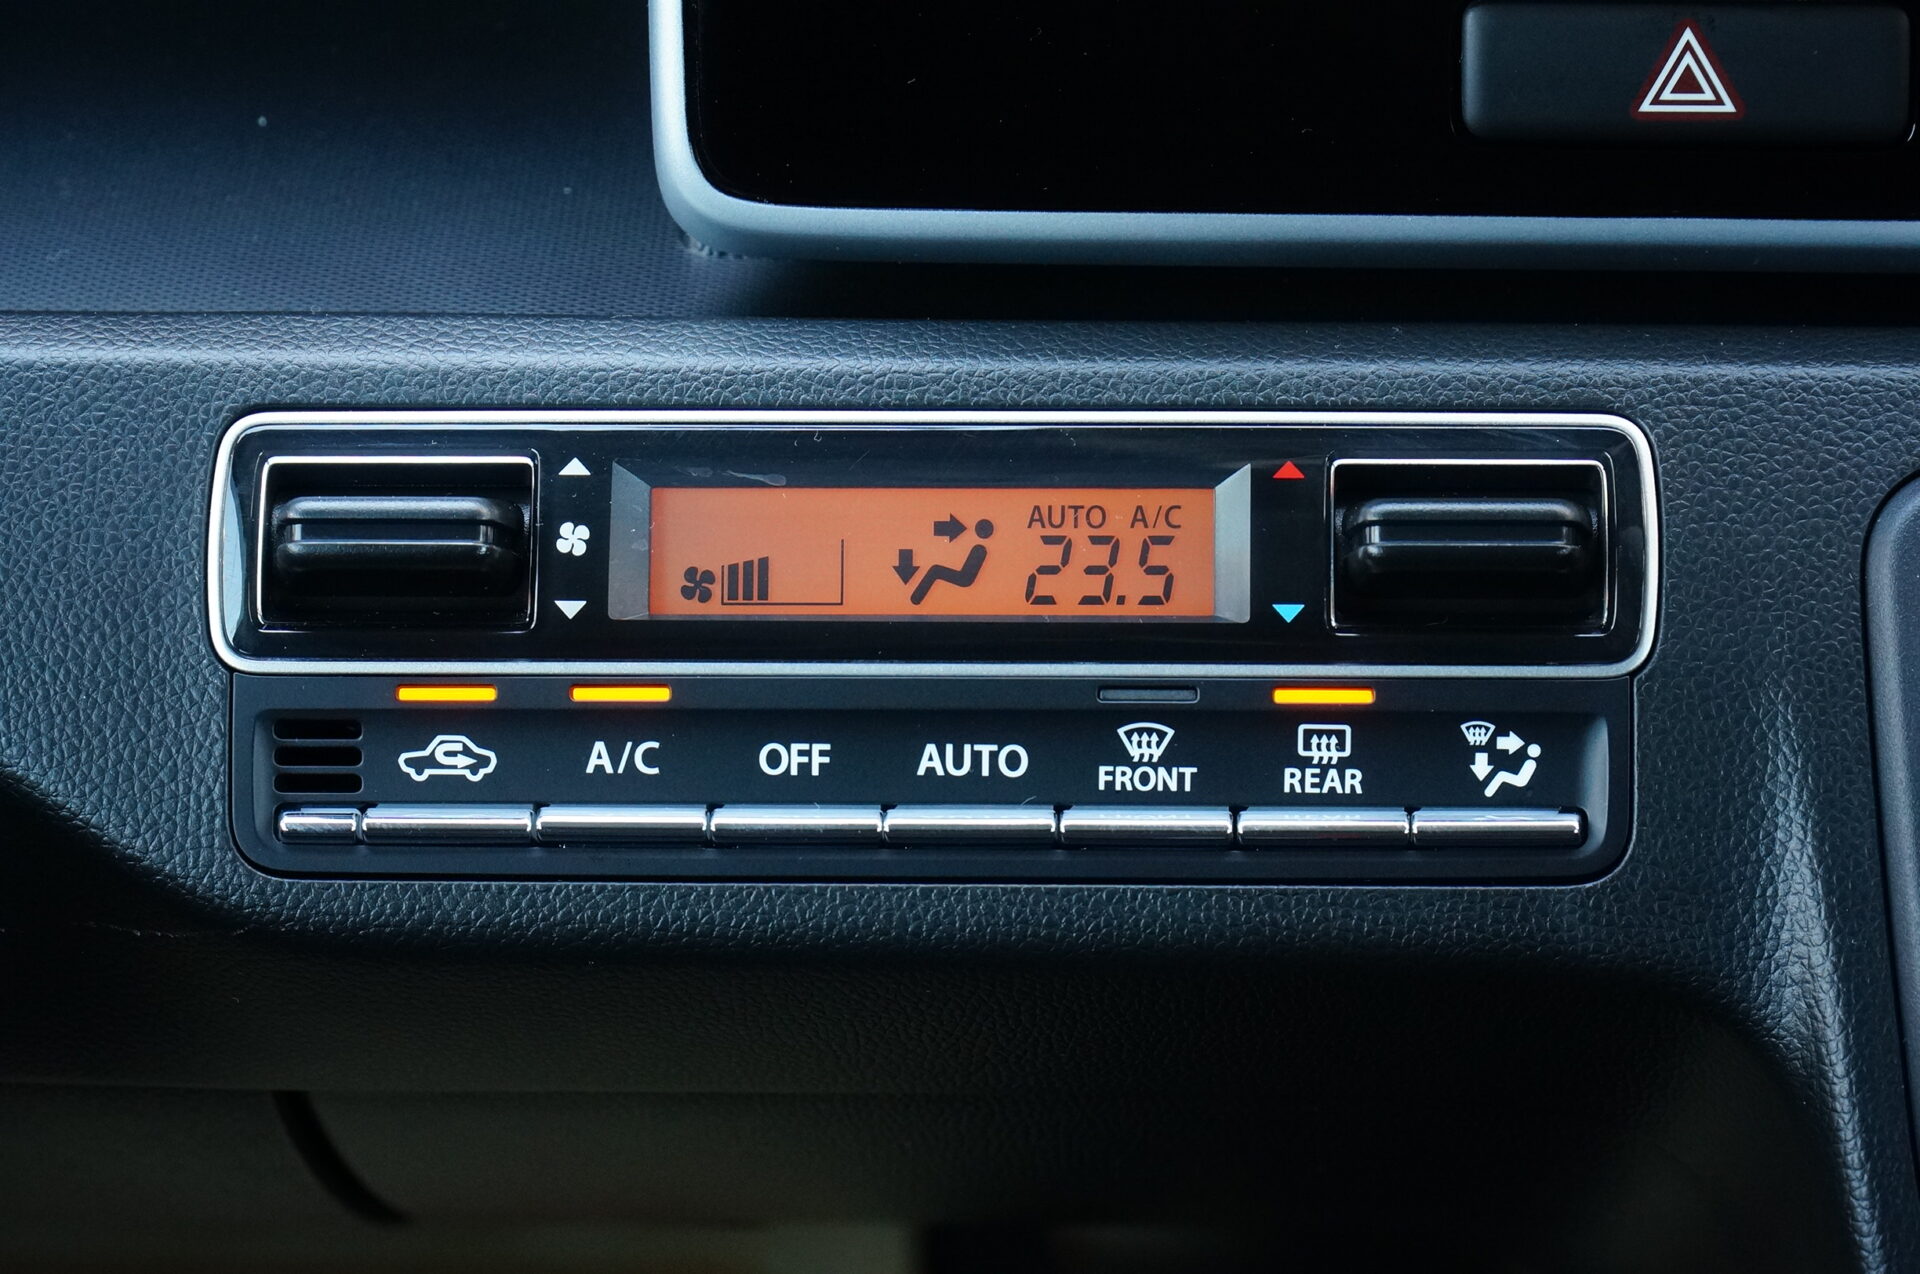 AUTO A/C
23.5
A/C OFF AUTO FRONT REAR